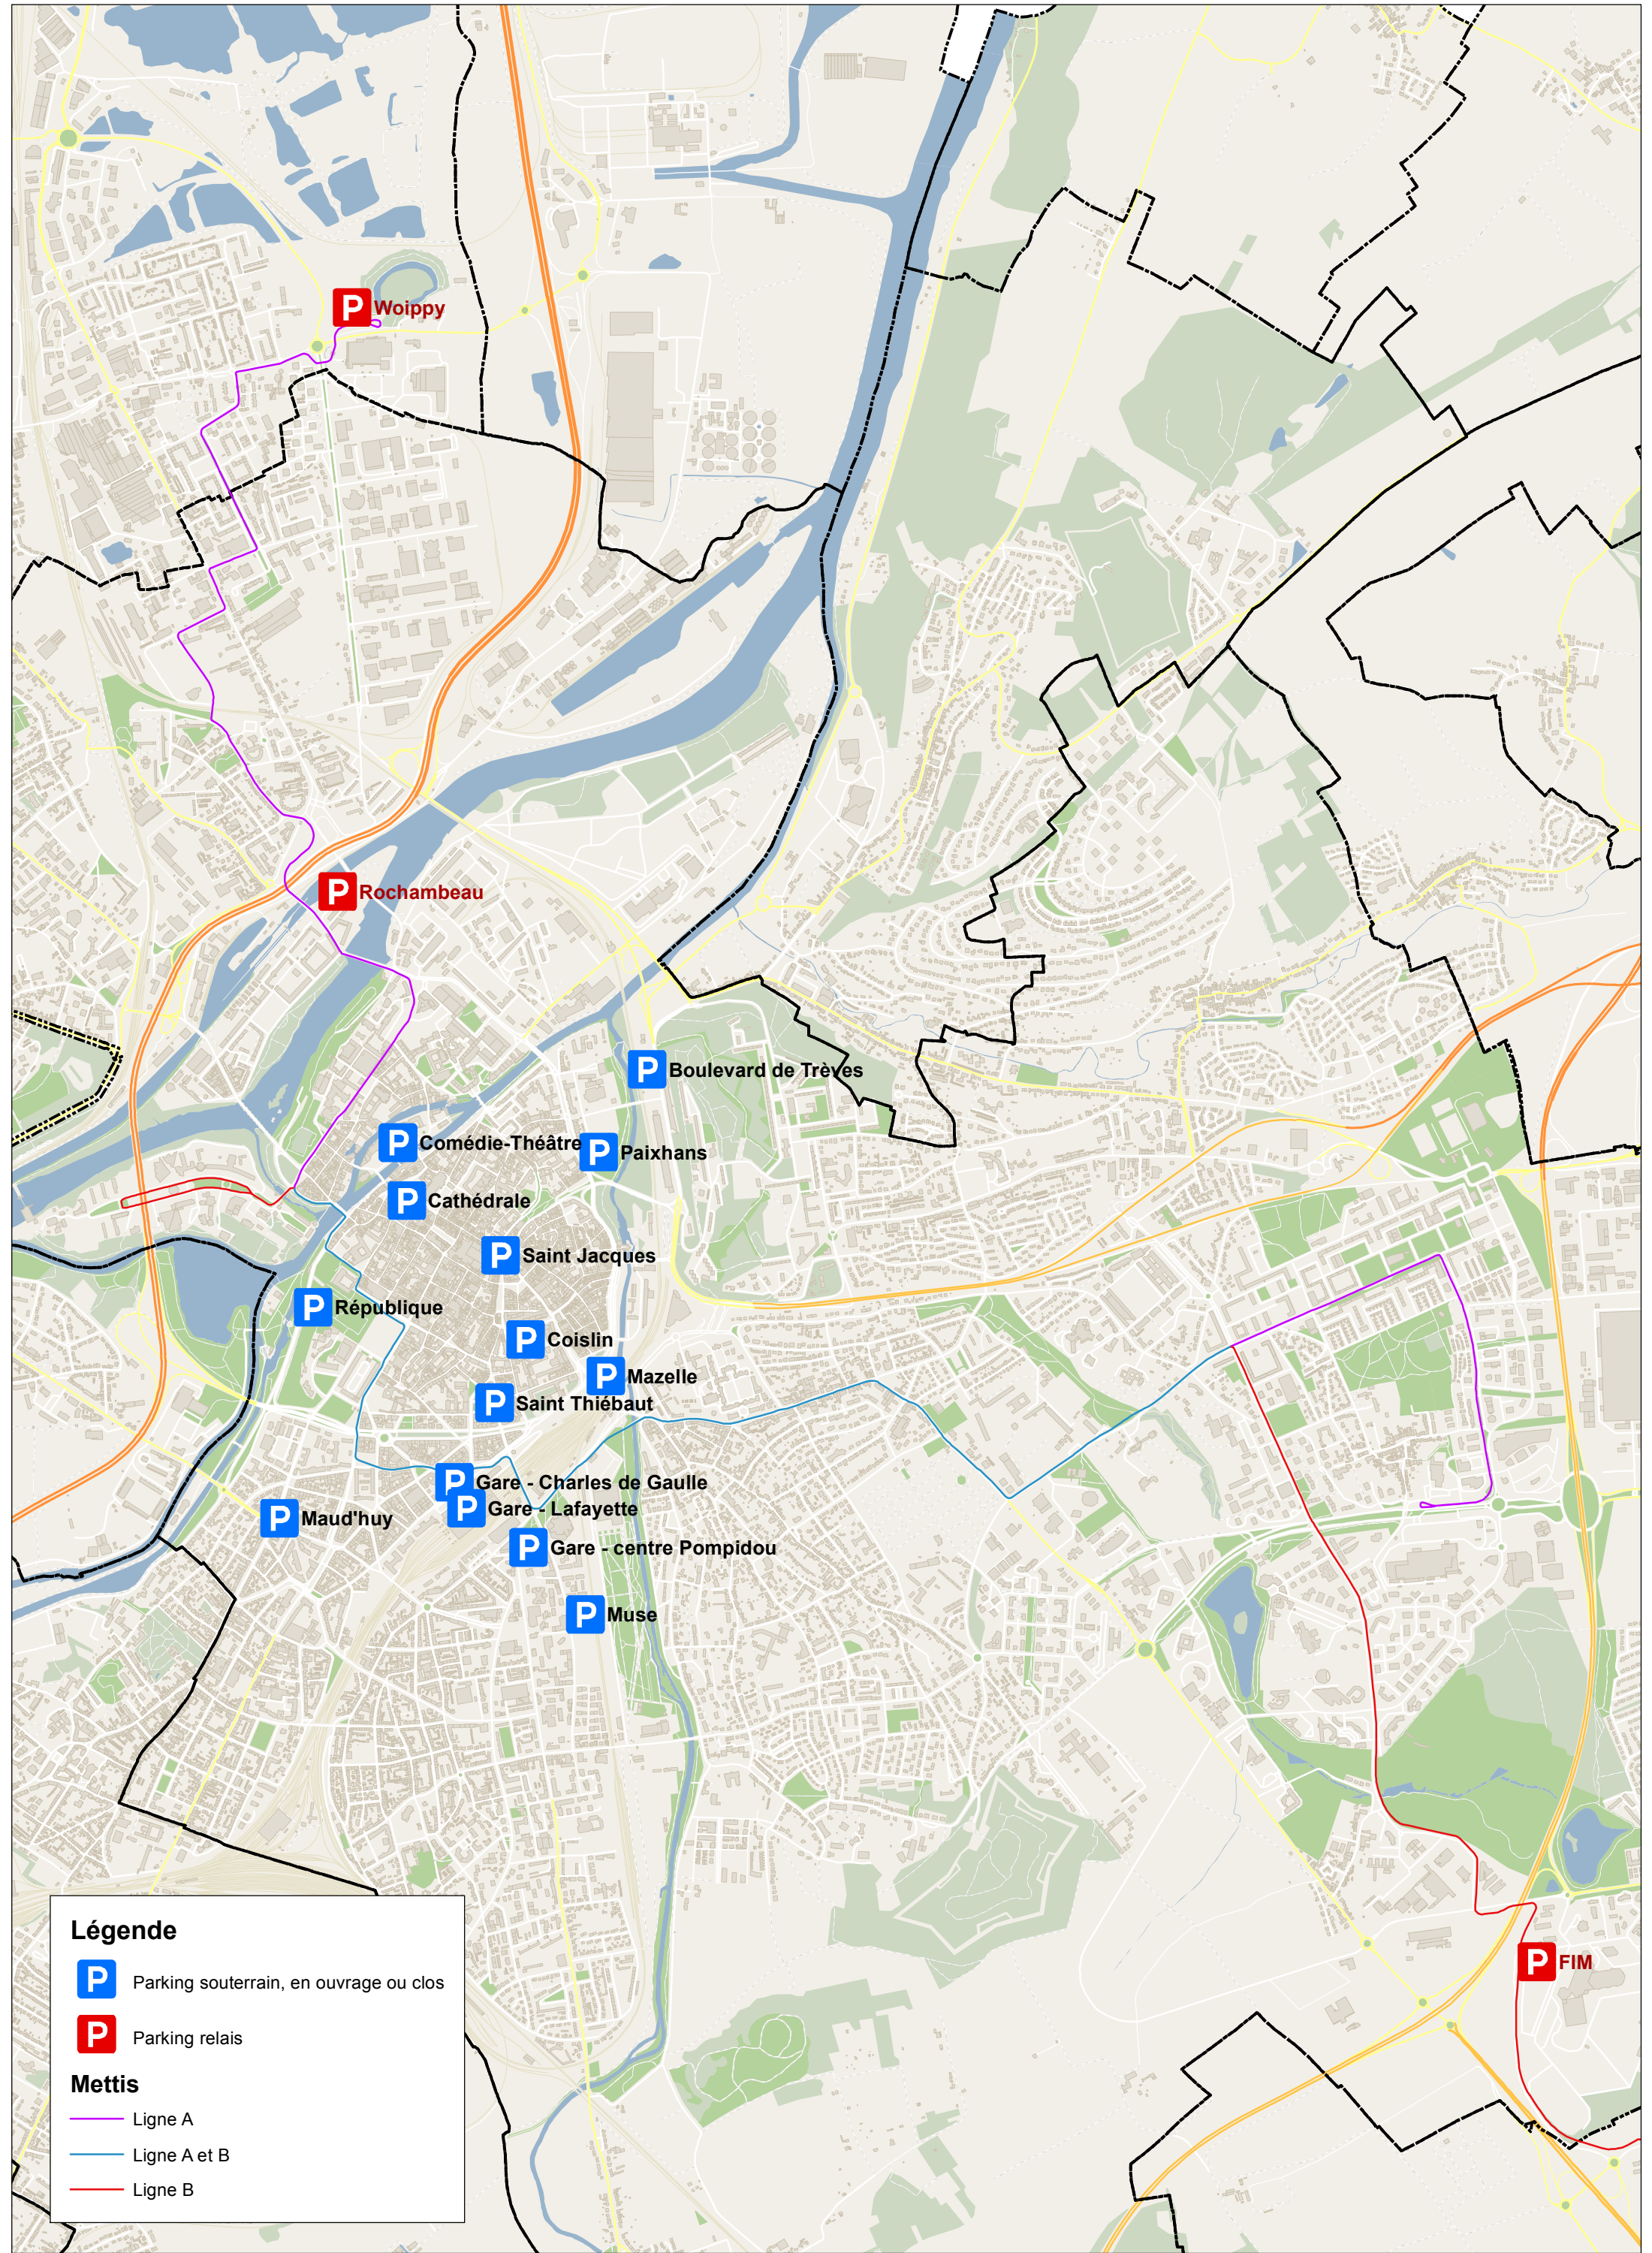 P Woippy
P Rochambeau
P Boulevard de Trèves
P Comédie-Théâtre
P Paixhans
P Cathédrale
P Saint Jacques
P République
P Coislin
P Mazelle
P Saint Thiébaut
P Gare - Charles de Gaulle
P Gare - Lafayette
P Maud'huy
P Gare - centre Pompidou
P Muse
P FIM
Légende
P Parking souterrain, en ouvrage ou clos
P Parking relais
Mettis
Ligne A
Ligne A et B
Ligne B